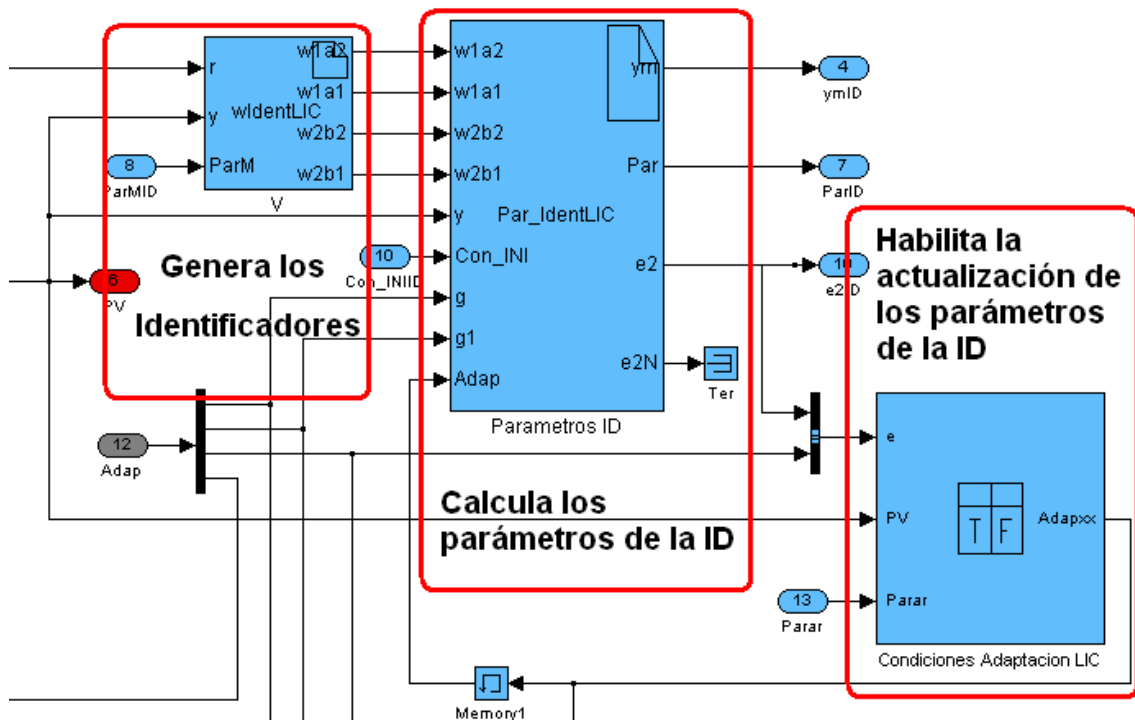 r
y
ParM
wIdentLIC
w1a2
w1a1
w2b2
w2b1
V
8
ParMID
6
PV
Genera los
Identificadores
12
Adap
w1a2
w1a1
w2b2
w2b1
y
Con_INI
g
g1
Adap
Par_IdentLIC
ym
Par
e2
e2N
Parametros ID
10
Con_INIID
4
ymID
7
ParID
10
e2ID
Ter
Calcula los
parámetros de la ID
Habilita la
actualización de
los parámetros
de la ID
e
PV
Parar
T F
Adapxx
Condiciones Adaptacion LIC
13
Parar
Memory1